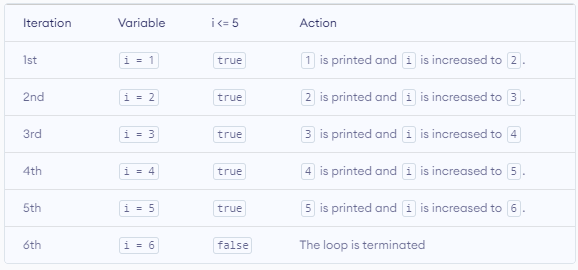 Iteration Variable i <= 5 Action
1st i = 1 true 1 is printed and i is increased to 2.
2nd i = 2 true 2 is printed and i is increased to 3.
3rd i = 3 true 3 is printed and i is increased to 4
4th i = 4 true 4 is printed and i is increased to 5.
5th i = 5 true 5 is printed and i is increased to 6.
6th i = 6 false The loop is terminated